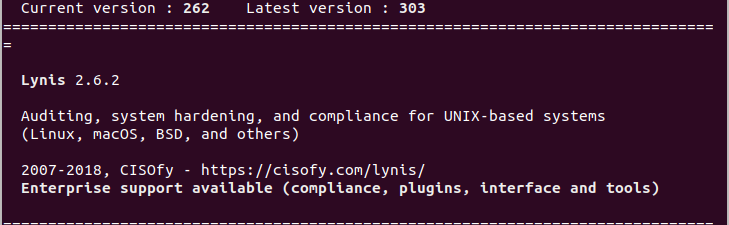 Current version : 262    Latest version : 303
===============================================================================
=
Lynis 2.6.2
Auditing, system hardening, and compliance for UNIX-based systems
(Linux, macOS, BSD, and others)
2007-2018, CISOfy - https://cisofy.com/lynis/
Enterprise support available (compliance, plugins, interface and tools)
===============================================================================